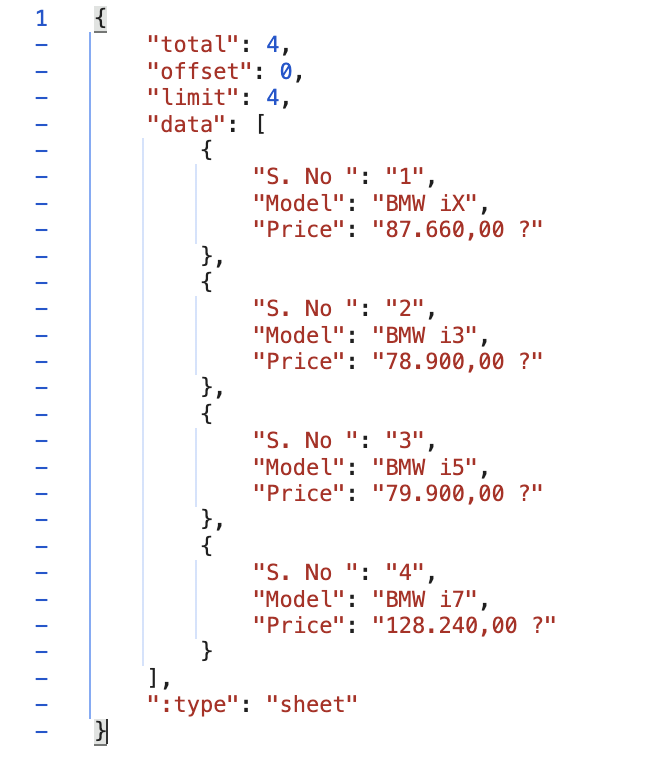 1 {
"total": 4,
"offset": 0,
"limit": 4,
"data": [
{
"S. No ": "1",
"Model": "BMW iX",
"Price": "87.660,00 ?"
},
{
"S. No ": "2",
"Model": "BMW i3",
"Price": "78.900,00 ?"
},
{
"S. No ": "3",
"Model": "BMW i5",
"Price": "79.900,00 ?"
},
{
"S. No ": "4",
"Model": "BMW i7",
"Price": "128.240,00 ?"
}
],
":type": "sheet"
}